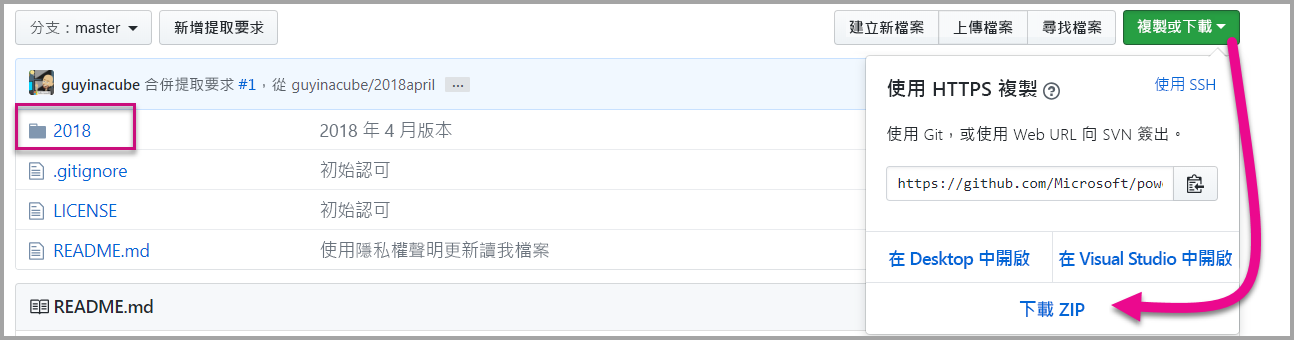 分支：master 新增提取要求 建立新檔案 上傳檔案 尋找檔案 複製或下載
guyinacube 合併提取要求 #1，從 guyinacube/2018april ...
2018 2018 年 4 月版本
.gitignore 初始認可
LICENSE 初始認可
README.md 使用隱私權聲明更新讀我檔案
README.md
使用 HTTPS 複製 ? 使用 SSH
使用 Git，或使用 Web URL 向 SVN 簽出。
https://github.com/Microsoft/pow
在 Desktop 中開啟 在 Visual Studio 中開啟
下載 ZIP